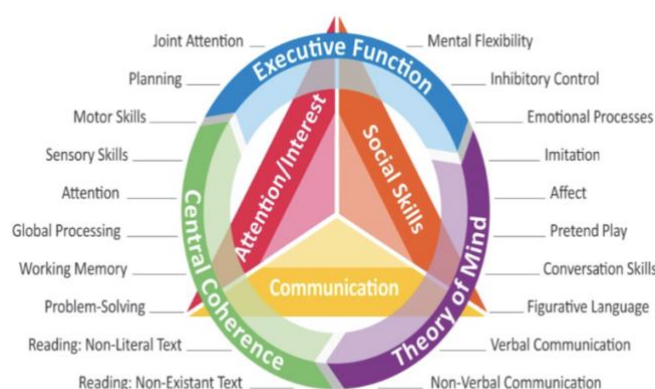 Joint Attention
Planning
Motor Skills
Sensory Skills
Attention
Global Processing
Working Memory
Problem-Solving
Reading: Non-Literal Text
Reading: Non-Existant Text
Executive Function
Attention/Interest
Social Skills
Central Coherence
Communication
Theory of Mind
Mental Flexibility
Inhibitory Control
Emotional Processes
Imitation
Affect
Pretend Play
Conversation Skills
Figurative Language
Verbal Communication
Non-Verbal Communication